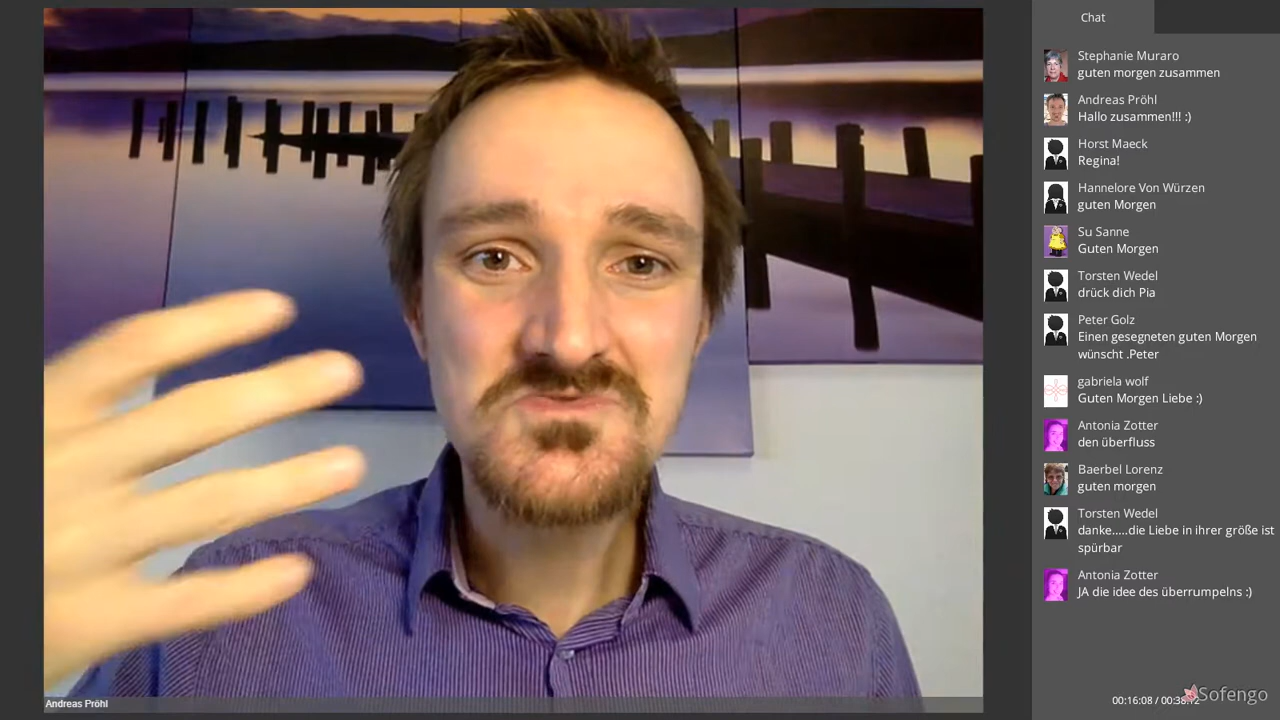 Chat
Stephanie Muraro
guten morgen zusammen
Andreas Pröhl
Hallo zusammen!!! :)
Horst Maeck
Regina!
Hannelore Von Würzen
guten Morgen
Su Sanne
Guten Morgen
Torsten Wedel
drück dich Pia
Peter Golz
Einen gesegneten guten Morgen
wünscht .Peter
gabriela wolf
Guten Morgen Liebe :)
Antonia Zotter
den überfluss
Baerbel Lorenz
guten morgen
Torsten Wedel
danke.....die Liebe in ihrer größe ist
spürbar
Antonia Zotter
JA die idee des überrumpelns :)
Andreas Pröhl
00:16:08 /
Sofengo